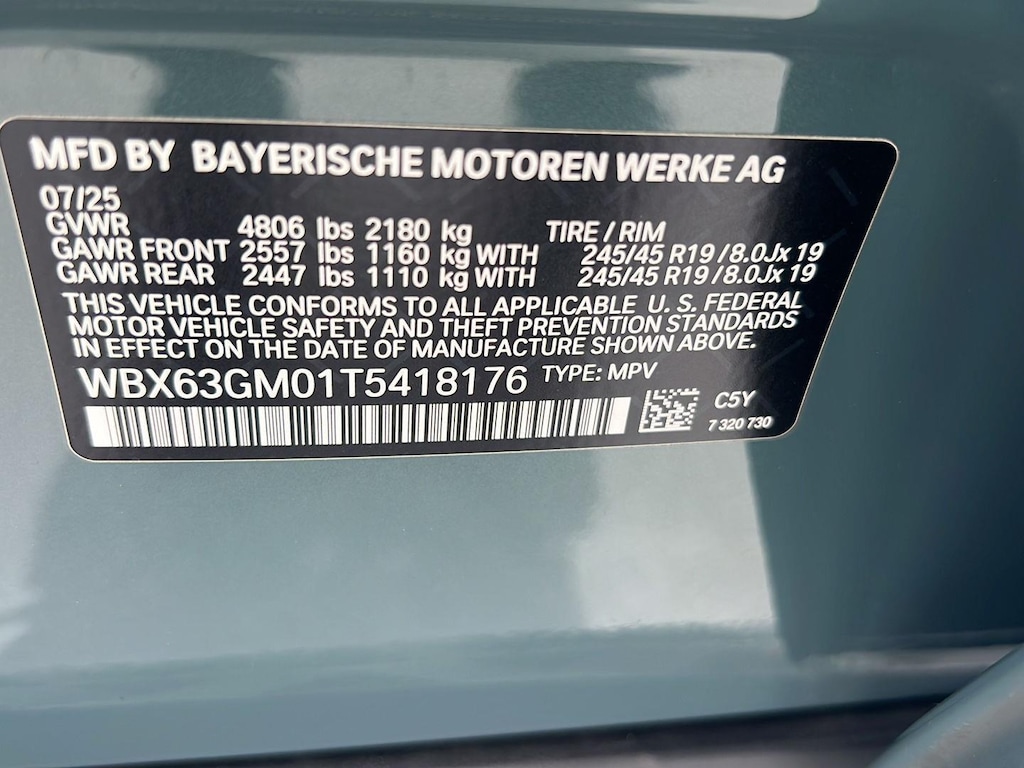 MFD BY BAYERISCHE MOTOREN WERKE AG
07/25
GVWR 4806 lbs 2180 kg TIRE / RIM
GAWR FRONT 2557 lbs 1160 kg WITH 245/45 R19 / 8.0Jx 19
GAWR REAR 2447 lbs 1110 kg WITH 245/45 R19 / 8.0Jx 19
THIS VEHICLE CONFORMS TO ALL APPLICABLE U. S. FEDERAL
MOTOR VEHICLE SAFETY AND THEFT PREVENTION STANDARDS
IN EFFECT ON THE DATE OF MANUFACTURE SHOWN ABOVE.
WBX63GM01T5418176 TYPE: MPV
C5Y
7 320 730